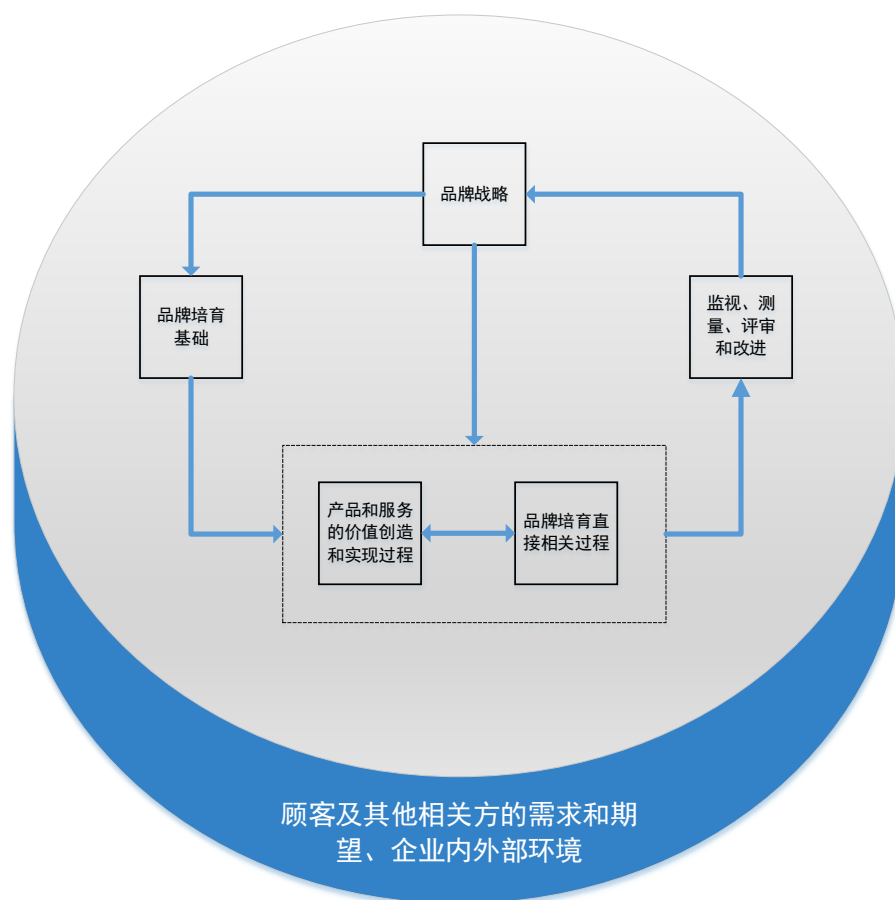 品牌战略
品牌培育
基础
监视、测
量、评审
和改进
产品和服务
的价值创造
和实现过程
品牌培育直
接相关过程
顾客及其他相关方的需求和期
望、企业内外部环境